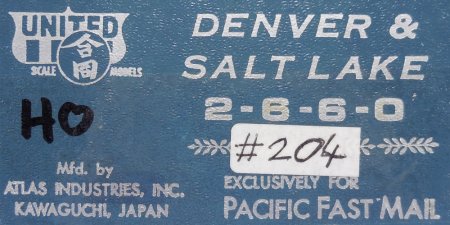 UNITED
合同
SCALE MODELS
HO
DENVER &
SALT LAKE
2-6-6-0
#204
Mfd. by
ATLAS INDUSTRIES, INC.
KAWAGUCHI, JAPAN
EXCLUSIVELY FOR
PACIFIC FAST MAIL